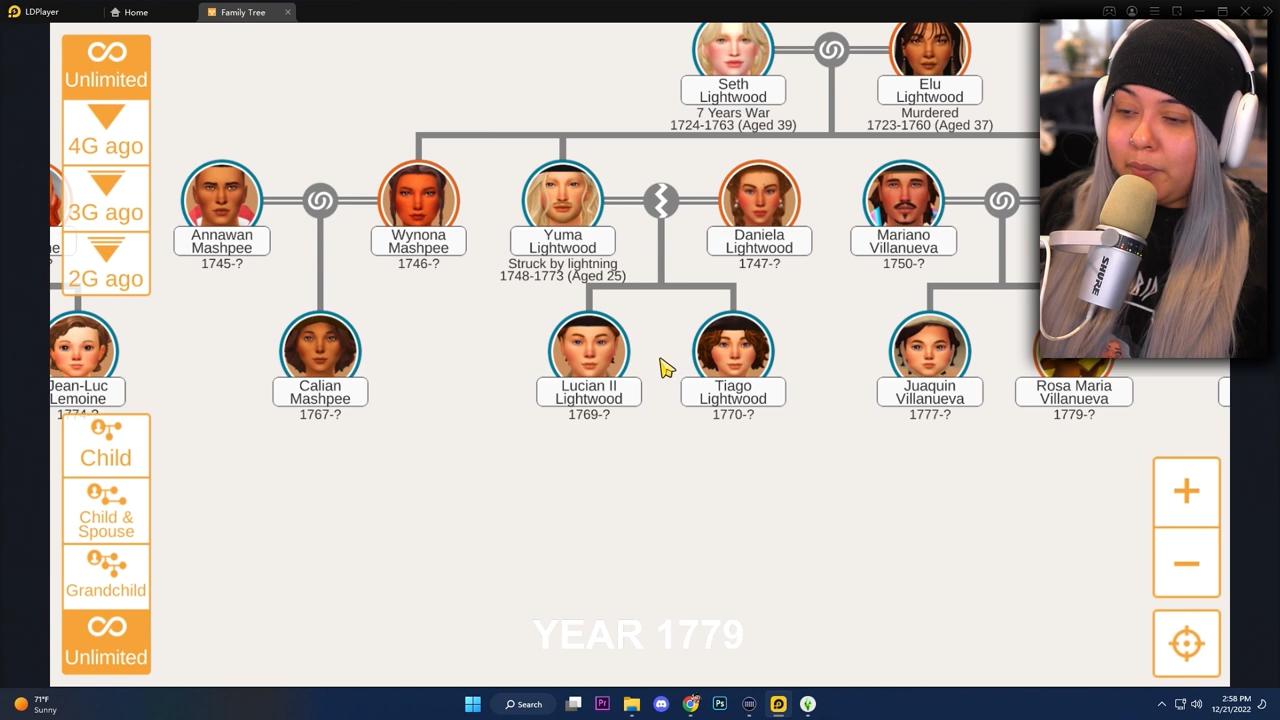 LDPlayer
Home
Family Tree
Unlimited
4G ago
3G ago
2G ago
Seth
Lightwood
7 Years War
1724-1763 (Aged 39)
Elu
Lightwood
Murdered
1723-1760 (Aged 37)
Annawan
Mashpee
1745-?
Wynona
Mashpee
1746-?
Yuma
Lightwood
Struck by lightning
1748-1773 (Aged 25)
Daniela
Lightwood
1747-?
Mariano
Villanueva
1750-?
Jean-Luc
Lemoine
1774-?
Calian
Mashpee
1767-?
Lucian II
Lightwood
1769-?
Tiago
Lightwood
1770-?
Juaquin
Villanueva
1777-?
Rosa Maria
Villanueva
1779-?
SHURE
Child
Child &
Spouse
Grandchild
Unlimited
YEAR 1779
71°F
Sunny
Search
Pr
Ps
2:58 PM
12/21/2022